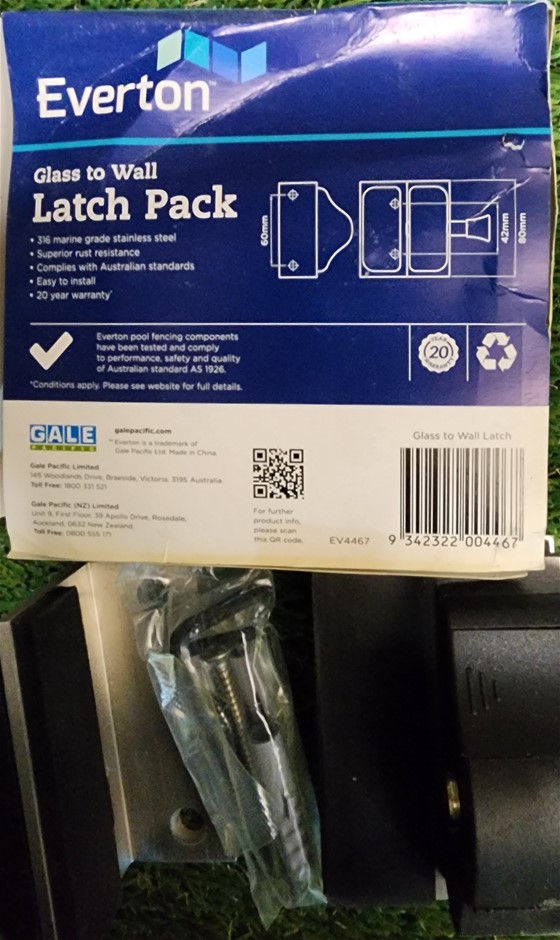 Everton™
Glass to Wall
Latch Pack
• 316 marine grade stainless steel
• Superior rust resistance
• Complies with Australian standards
• Easy to install
• 20 year warranty*
60mm
42mm
80mm
Everton pool fencing components
have been tested and comply
to performance, safety and quality
of Australian standard AS 1926.
YEARS
20
WARRANTY
*Conditions apply. Please see website for full details.
GALE
PACIFIC
galepacific.com
™ Everton is a trademark of
Gale Pacific Ltd. Made in China.
Gale Pacific Limited
145 Woodlands Drive, Braeside, Victoria, 3195 Australia.
Toll Free: 1800 331 521
Gale Pacific (NZ) Limited
Unit 9, First Floor, 39 Apollo Drive, Rosedale,
Auckland, 0632 New Zealand.
Toll Free: 0800 555 171
For further
product info,
please scan
this QR code.
EV4467
Glass to Wall Latch
9 342322 004467